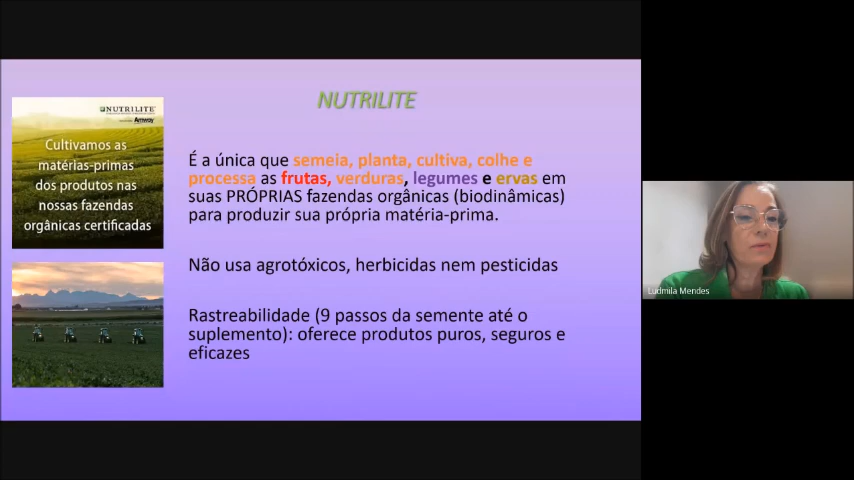 NUTRILITE
NUTRILITE
Amway
Cultivamos as
matérias-primas
dos produtos nas
nossas fazendas
orgânicas certificadas
É a única que semeia, planta, cultiva, colhe e
processa as frutas, verduras, legumes e ervas em
suas PRÓPRIAS fazendas orgânicas (biodinâmicas)
para produzir sua própria matéria-prima.
Não usa agrotóxicos, herbicidas nem pesticidas
Rastreabilidade (9 passos da semente até o
suplemento): oferece produtos puros, seguros e
eficazes
Ludmila Mendes